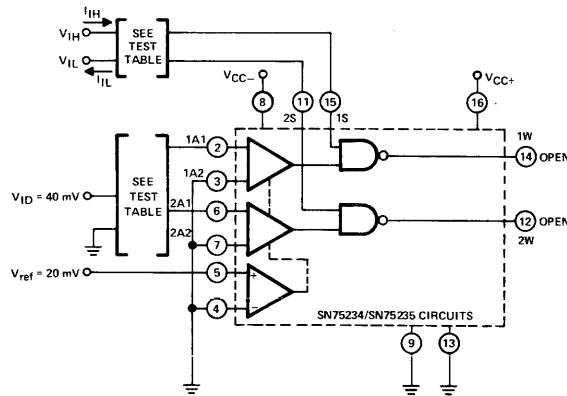 I_IH
V_IH
V_IL
I_IL
SEE
TEST
TABLE
V_CC−
V_CC+
8
11
15
16
2S
1S
1A1
2
1A2
3
2A1
6
2A2
7
5
+
4
−
SEE
TEST
TABLE
V_ID = 40 mV
V_ref = 20 mV
1W
14 OPEN
12 OPEN
2W
SN75234/SN75235 CIRCUITS
9
13